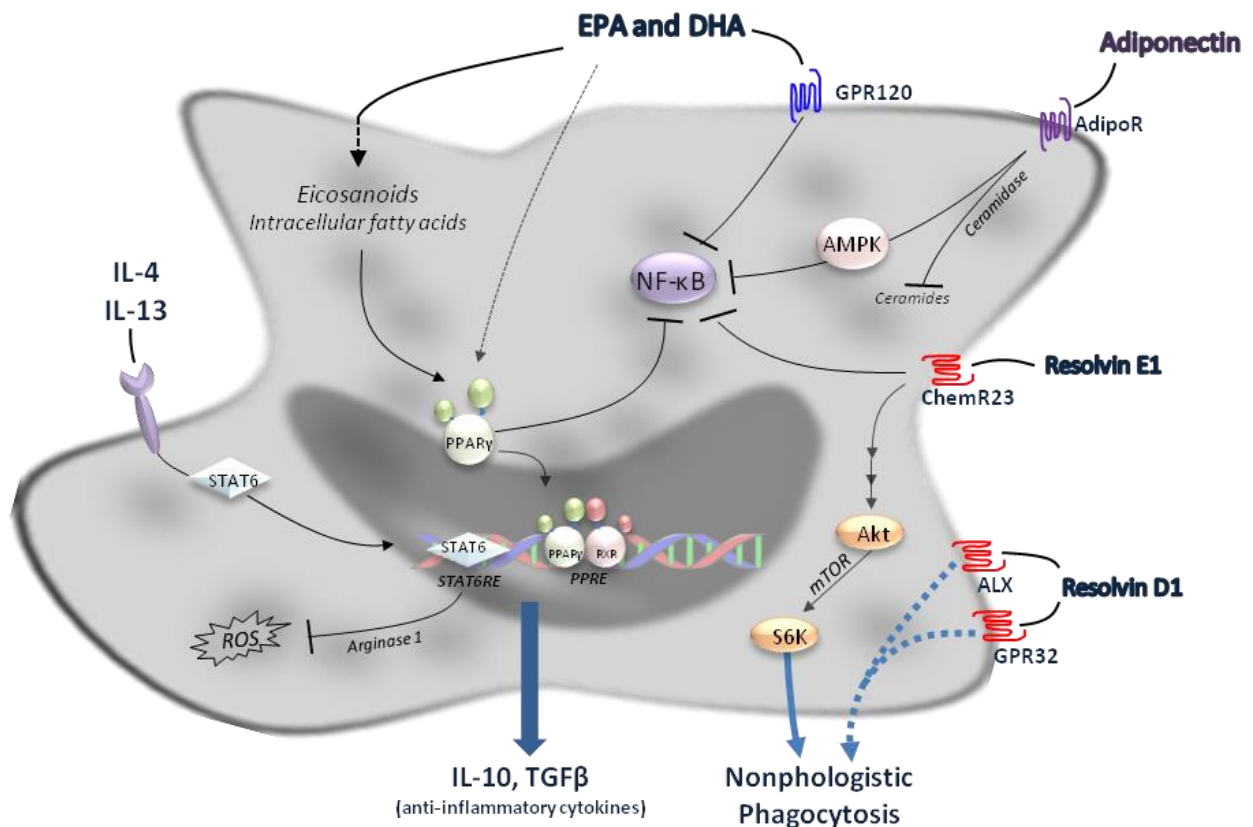 EPA and DHA
Adiponectin
GPR120
AdipoR
Eicosanoids
Intracellular fatty acids
Ceramidase
AMPK
NF-κB
Ceramides
IL-4
IL-13
Resolvin E1
ChemR23
PPARγ
STAT6
Akt
mTOR
STAT6
PPARγ
RXR
STAT6RE
PPRE
ALX
Resolvin D1
GPR32
S6K
ROS
Arginase 1
IL-10, TGFβ
(anti-inflammatory cytokines)
Nonphologistic
Phagocytosis